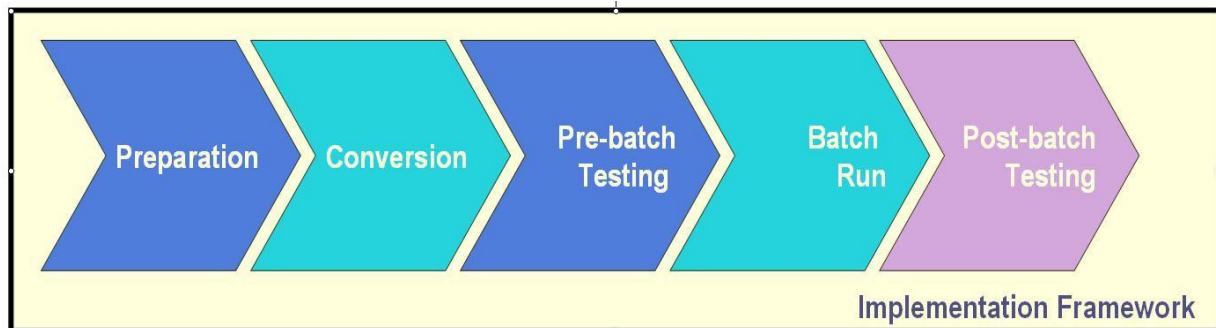 Preparation
Conversion
Pre-batch
Testing
Batch
Run
Post-batch
Testing
Implementation Framework